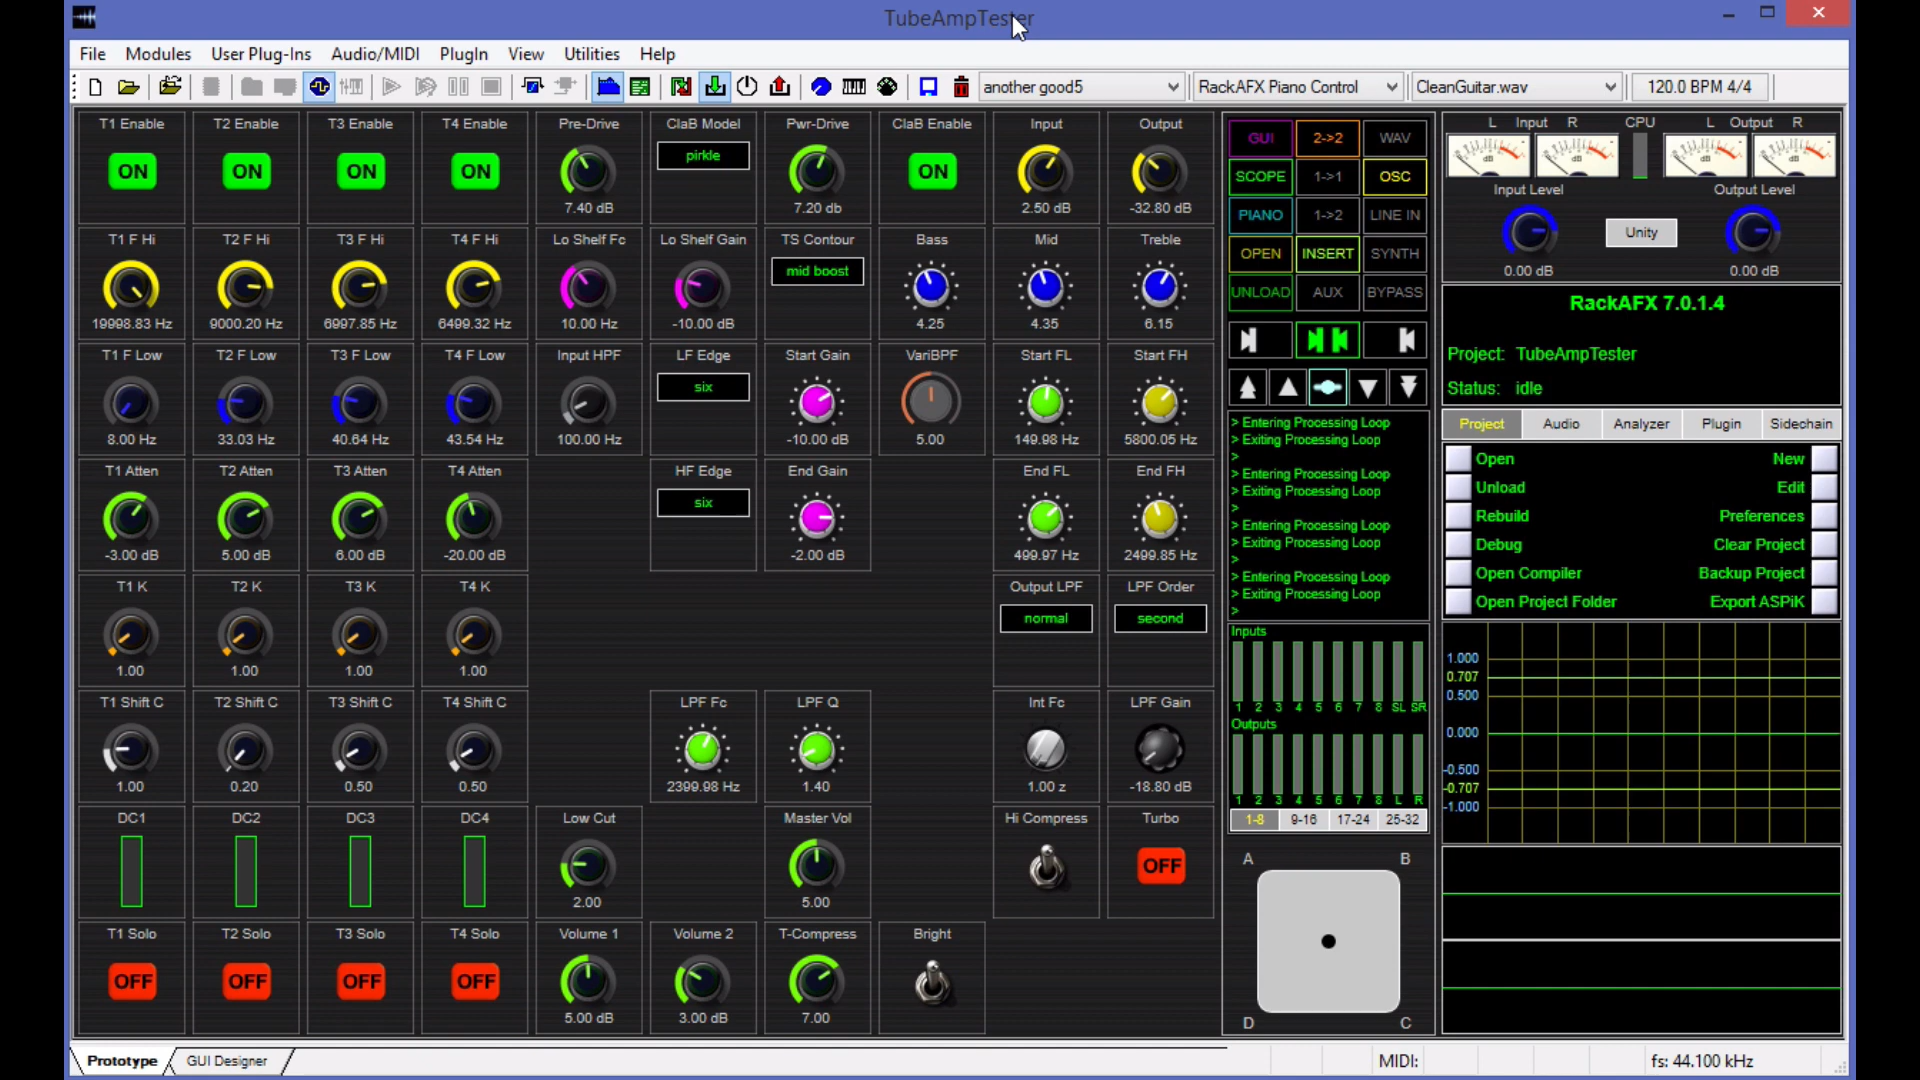 TubeAmpTester
File Modules User Plug-Ins Audio/MIDI PlugIn View Utilities Help
another good5 RackAFX Piano Control CleanGuitar.wav 120.0 BPM 4/4
T1 Enable T2 Enable T3 Enable T4 Enable Pre-Drive ClaB Model Pwr-Drive ClaB Enable Input Output
ON ON ON ON pirkle ON
7.40 dB 7.20 db 2.50 dB -32.80 dB
T1 F Hi T2 F Hi T3 F Hi T4 F Hi Lo Shelf Fc Lo Shelf Gain TS Contour Bass Mid Treble
mid boost
19998.83 Hz 9000.20 Hz 6997.85 Hz 6499.32 Hz 10.00 Hz -10.00 dB 4.25 4.35 6.15
T1 F Low T2 F Low T3 F Low T4 F Low Input HPF LF Edge Start Gain VariBPF Start FL Start FH
six
8.00 Hz 33.03 Hz 40.64 Hz 43.54 Hz 100.00 Hz -10.00 dB 5.00 149.98 Hz 5800.05 Hz
T1 Atten T2 Atten T3 Atten T4 Atten HF Edge End Gain End FL End FH
six
-3.00 dB 5.00 dB 6.00 dB -20.00 dB -2.00 dB 499.97 Hz 2499.85 Hz
T1 K T2 K T3 K T4 K Output LPF LPF Order
normal second
1.00 1.00 1.00 1.00
T1 Shift C T2 Shift C T3 Shift C T4 Shift C LPF Fc LPF Q Int Fc LPF Gain
1.00 0.20 0.50 0.50 2399.98 Hz 1.40 1.00 z -18.80 dB
DC1 DC2 DC3 DC4 Low Cut Master Vol Hi Compress Turbo
OFF
2.00 5.00
T1 Solo T2 Solo T3 Solo T4 Solo Volume 1 Volume 2 T-Compress Bright
OFF OFF OFF OFF
5.00 dB 3.00 dB 7.00
GUI 2->2 WAV
SCOPE 1->1 OSC
PIANO 1->2 LINE IN
OPEN INSERT SYNTH
UNLOAD AUX BYPASS
> Entering Processing Loop
> Exiting Processing Loop
>
> Entering Processing Loop
> Exiting Processing Loop
>
> Entering Processing Loop
> Exiting Processing Loop
>
> Entering Processing Loop
> Exiting Processing Loop
>
Inputs
1 2 3 4 5 6 7 8 SL SR
Outputs
1 2 3 4 5 6 7 8 L R
1-8 9-16 17-24 25-32
A B
D C
L Input R CPU L Output R
dB dB dB dB
Input Level Output Level
Unity
0.00 dB 0.00 dB
RackAFX 7.0.1.4
Project: TubeAmpTester
Status: idle
Project Audio Analyzer Plugin Sidechain
Open New
Unload Edit
Rebuild Preferences
Debug Clear Project
Open Compiler Backup Project
Open Project Folder Export ASPiK
1.000
0.707
0.500
0.000
-0.500
-0.707
-1.000
Prototype GUI Designer MIDI: fs: 44.100 kHz